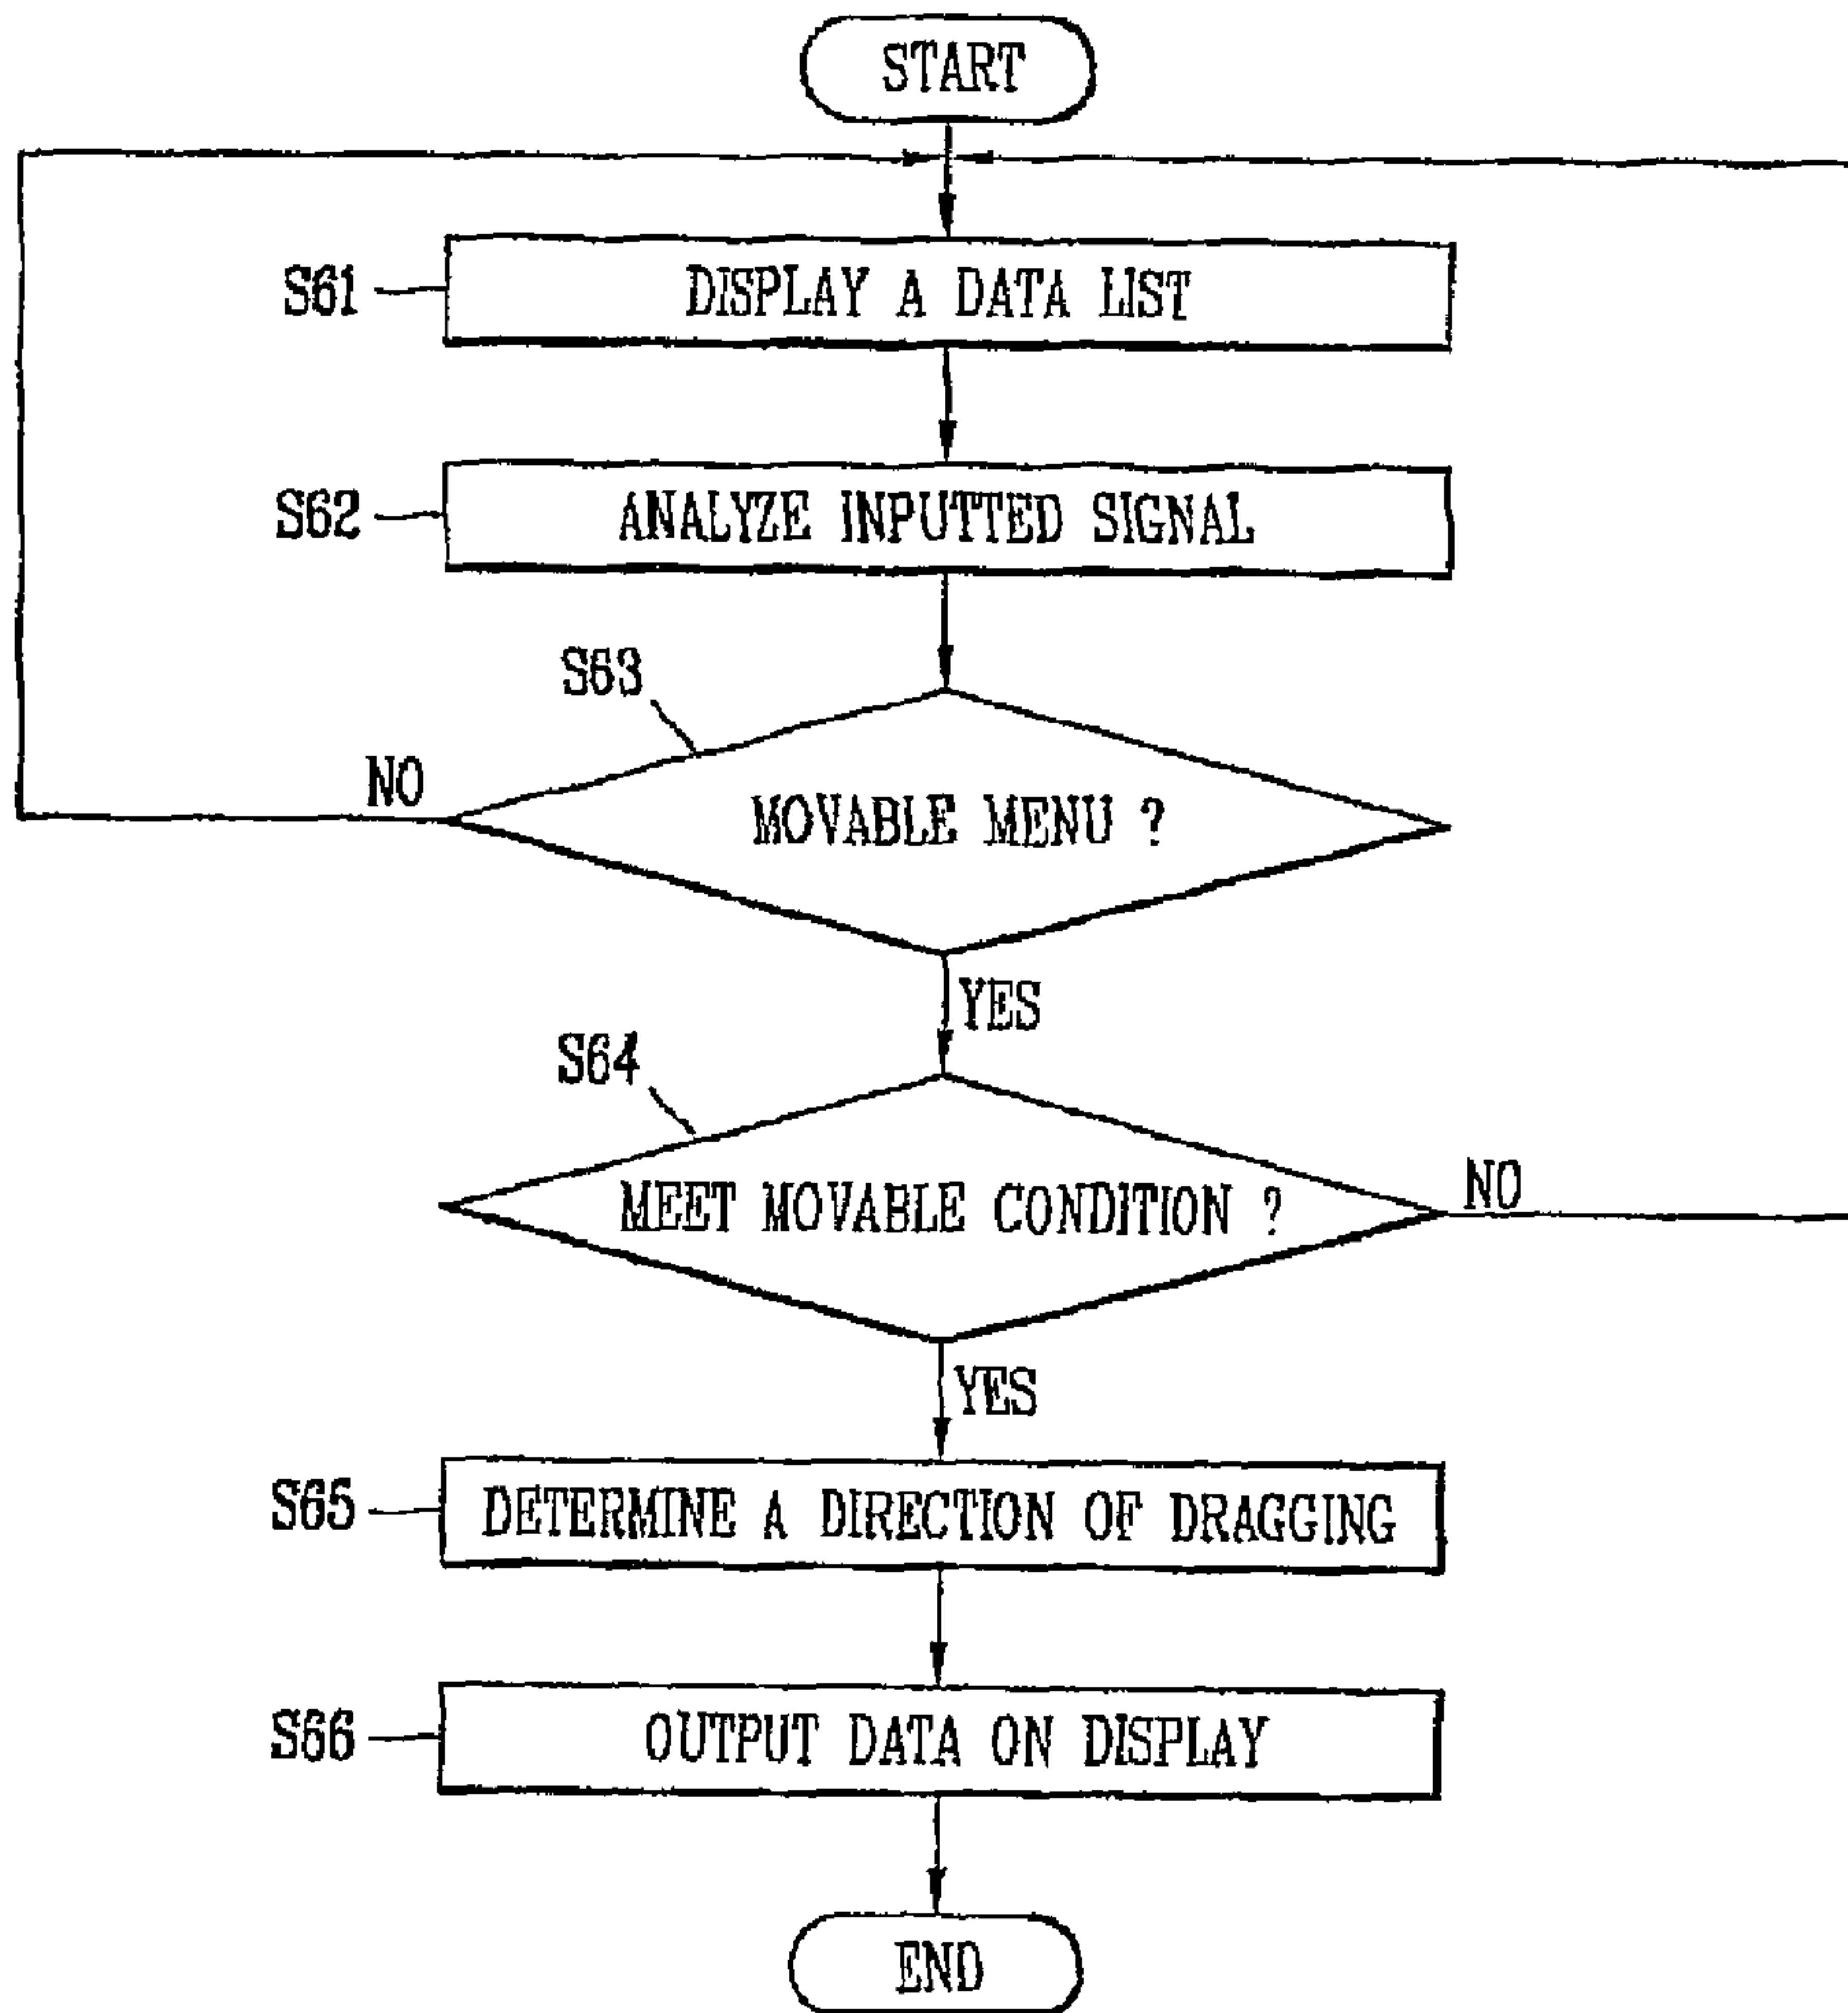 START
S61
DISPLAY A DATA LIST
S62
ANALYZE INPUTTED SIGNAL
S63
NO
MOVABLE MENU ?
YES
S64
MEET MOVABLE CONDITION ?
NO
YES
S65
DETERMINE A DIRECTION OF DRAGGING
S66
OUTPUT DATA ON DISPLAY
END